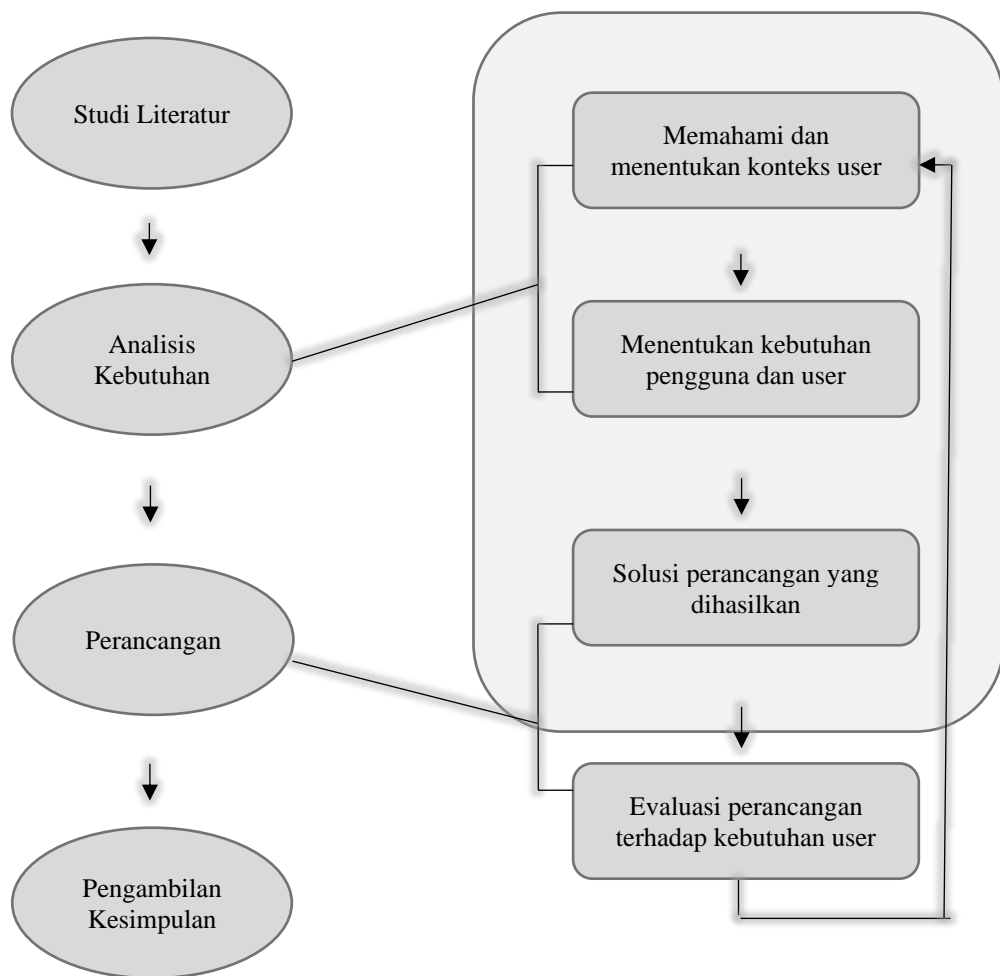 Studi Literatur
Analisis
Kebutuhan
Perancangan
Pengambilan
Kesimpulan
Memahami dan
menentukan konteks user
Menentukan kebutuhan
pengguna dan user
Solusi perancangan yang
dihasilkan
Evaluasi perancangan
terhadap kebutuhan user